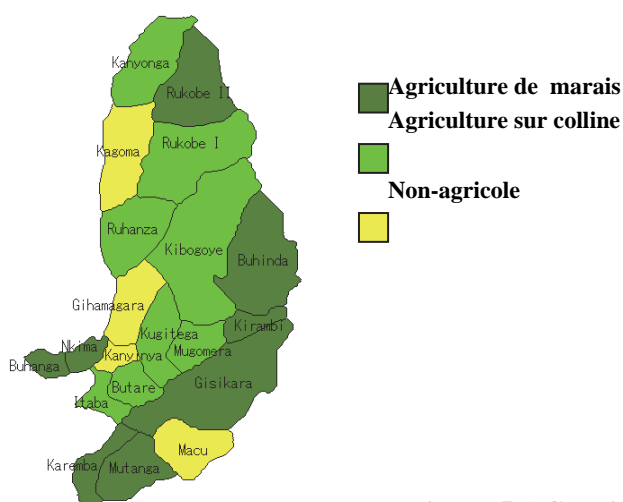 Kanyonga
Rukobe II
Agriculture de marais
Agriculture sur colline
Kagoma
Rukobe I
Non-agricole
Ruhanza
Kibogoye
Buhinda
Gihamagara
Kirambi
Kugitega
Nkima
Mugomera
Kanyinya
Buhanga
Butare
Gisikara
Itaba
Macu
Karemba
Mutanga